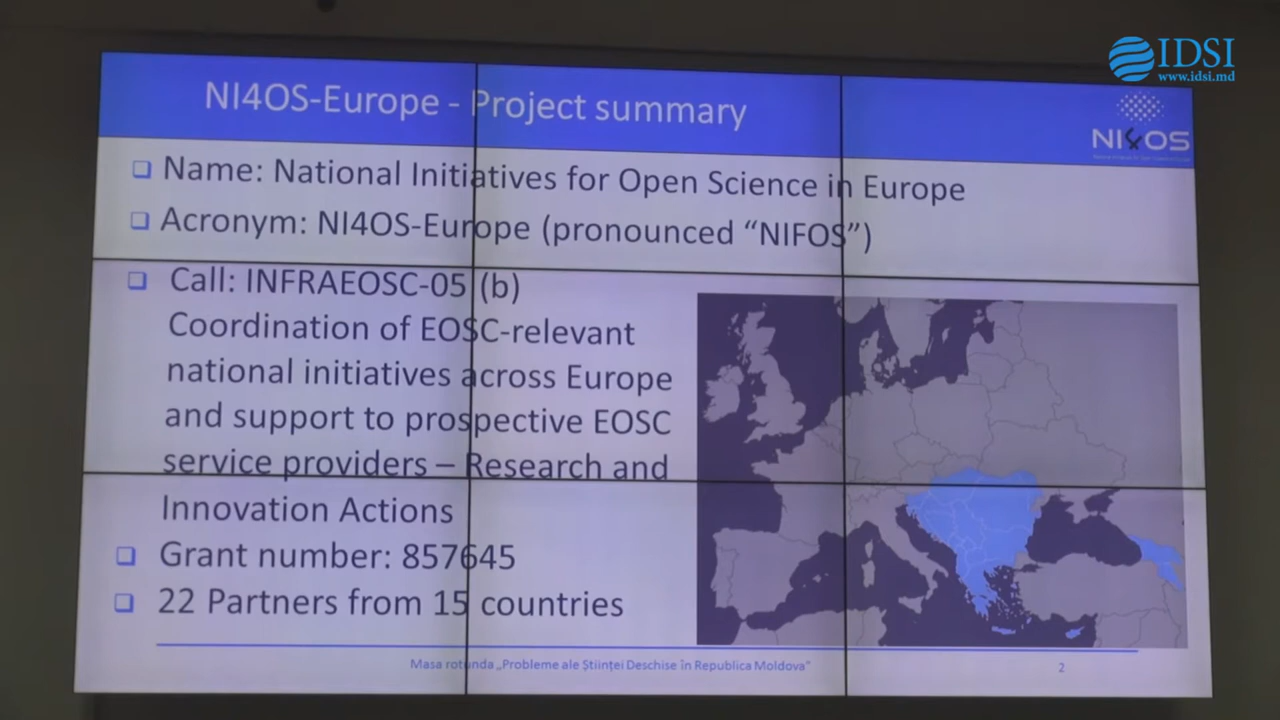 IDSI
www.idsi.md
NI4OS-Europe - Project summary
NI4OS
Name: National Initiatives for Open Science in Europe
Acronym: NI4OS-Europe (pronounced “NIFOS”)
Call: INFRAEOSC-05 (b)
Coordination of EOSC-relevant
national initiatives across Europe
and support to prospective EOSC
service providers – Research and
Innovation Actions
Grant number: 857645
22 Partners from 15 countries
Masa rotunda „Probleme ale Științei Deschise în Republica Moldova”
2